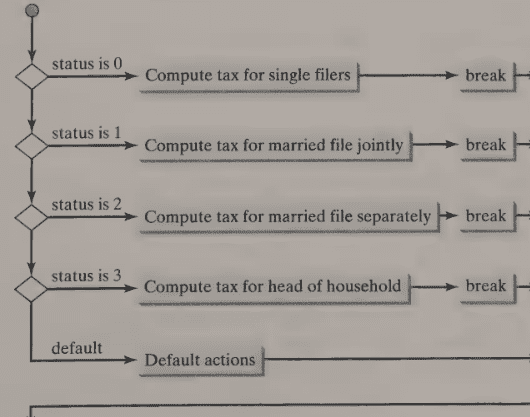 status is 0
Compute tax for single filers
break
status is 1
Compute tax for married file jointly
break
status is 2
Compute tax for married file separately
break
status is 3
Compute tax for head of household
break
default
Default actions